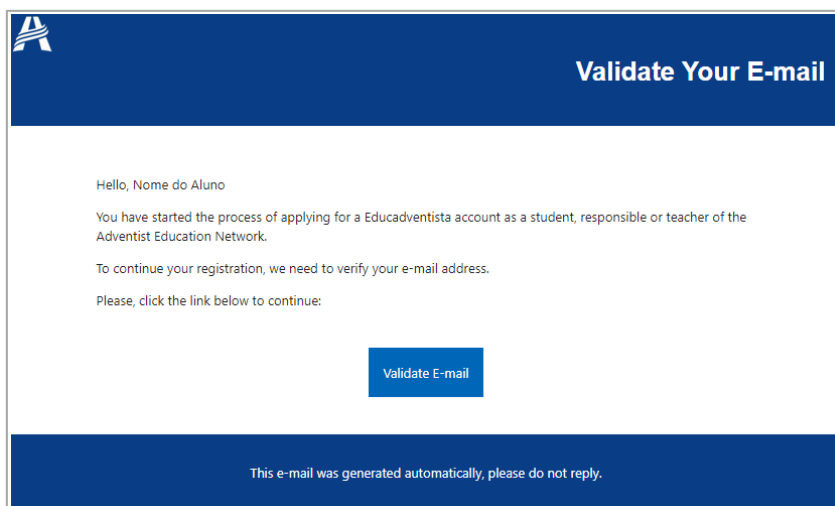 Validate Your E-mail
Hello, Nome do Aluno
You have started the process of applying for a Educadventista account as a student, responsible or teacher of the
Adventist Education Network.
To continue your registration, we need to verify your e-mail address.
Please, click the link below to continue:
Validate E-mail
This e-mail was generated automatically, please do not reply.